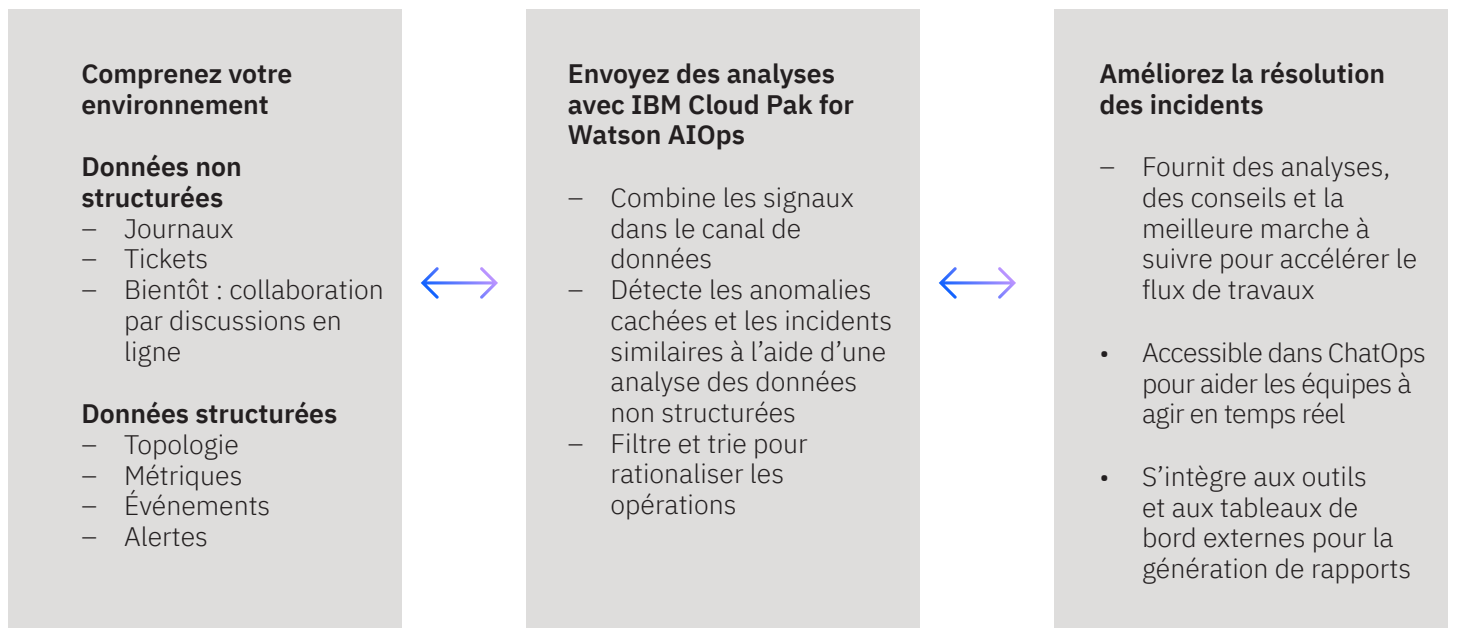 Comprenez votre
environnement
Données non
structurées
– Journaux
– Tickets
– Bientôt : collaboration
par discussions en
ligne
Données structurées
– Topologie
– Métriques
– Événements
– Alertes
Envoyez des analyses
avec IBM Cloud Pak for
Watson AIOps
– Combine les signaux
dans le canal de
données
– Détecte les anomalies
cachées et les incidents
similaires à l’aide d’une
analyse des données
non structurées
– Filtre et trie pour
rationaliser les
opérations
Améliorez la résolution
des incidents
– Fournit des analyses,
des conseils et la
meilleure marche à
suivre pour accélérer le
flux de travaux
• Accessible dans ChatOps
pour aider les équipes à
agir en temps réel
• S’intègre aux outils
et aux tableaux de
bord externes pour la
génération de rapports